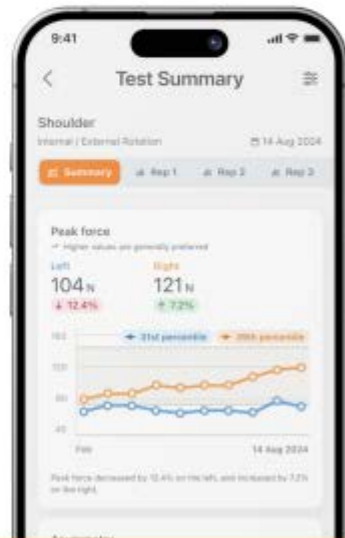 9:41
Test Summary
Shoulder
Internal / External Rotation
14 Aug 2024
Summary
Rep 1
Rep 2
Rep 3
Peak force
Higher values are generally preferred
Left
Right
104 N
121 N
↓ 12.4%
↑ 7.2%
160
31st percentile
120
80
40
Feb
14 Aug 2024
Peak force decreased by 12.4% on the left, and increased by 7.2%
on the right.